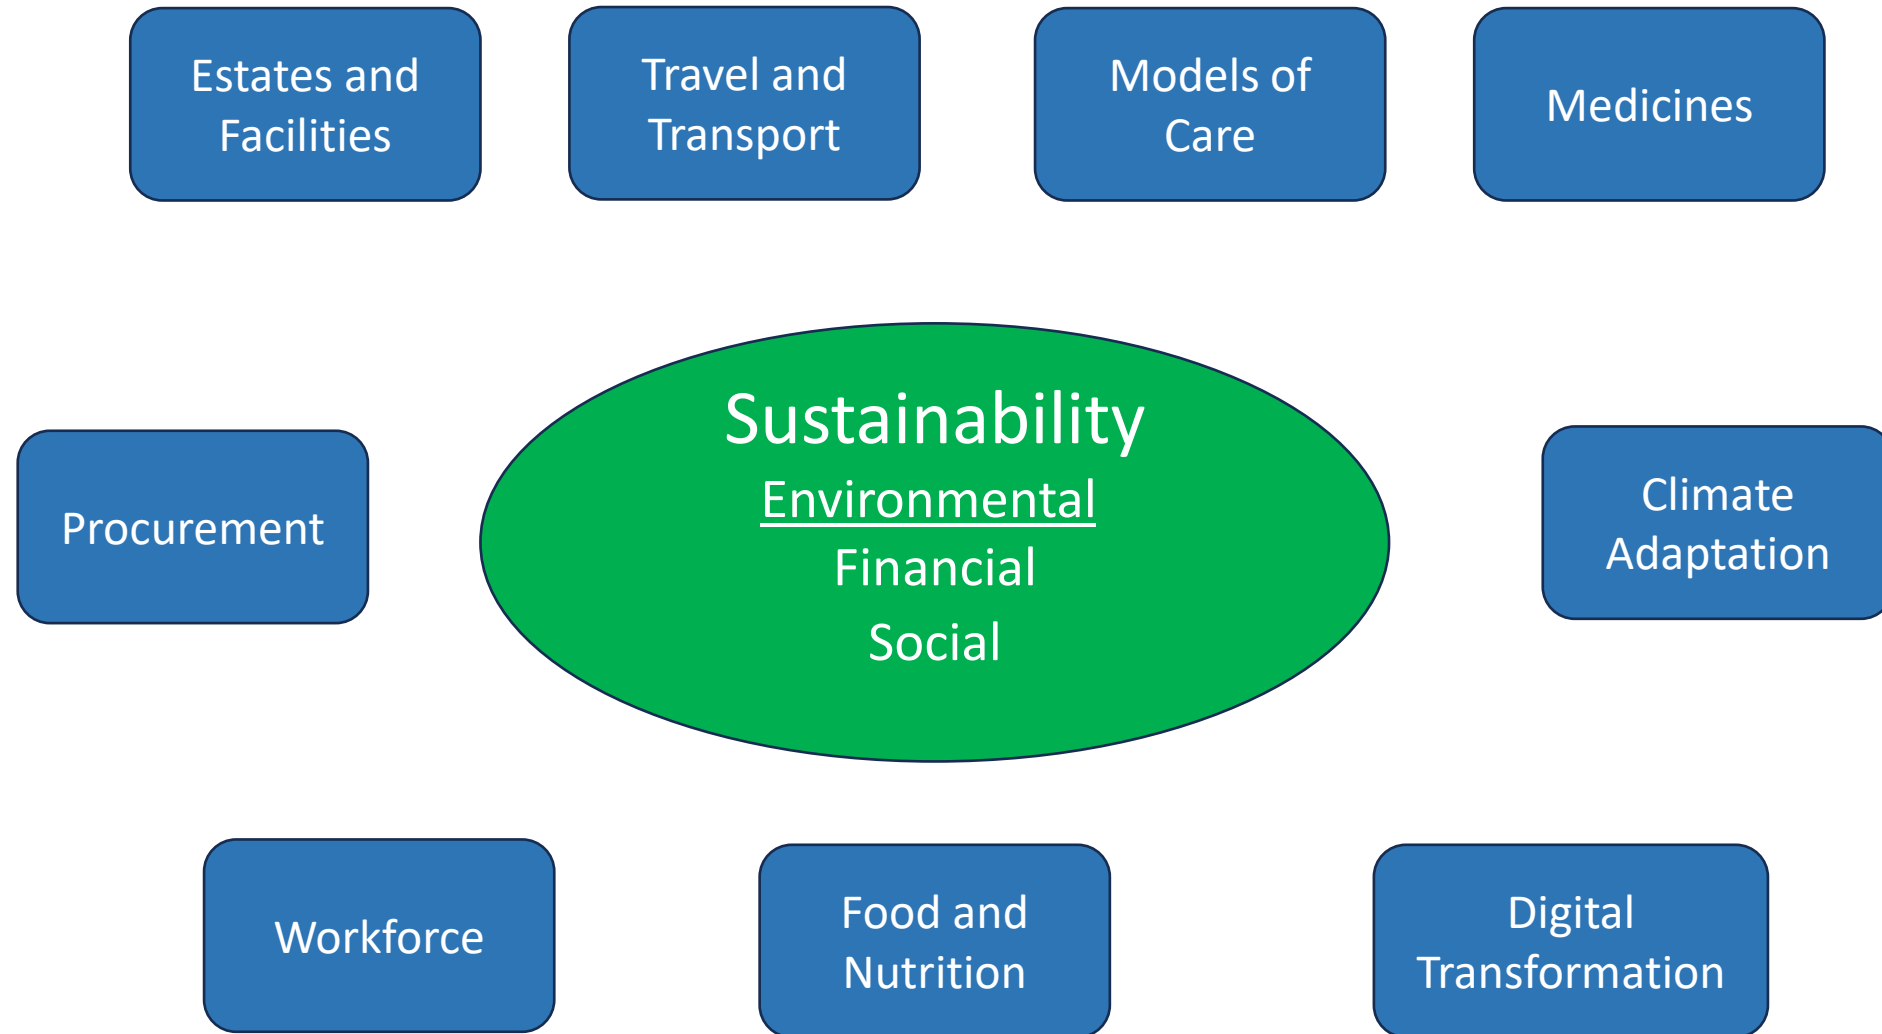 Estates and
Facilities
Travel and
Transport
Models of
Care
Medicines
Procurement
Sustainability
Environmental
Financial
Social
Climate
Adaptation
Workforce
Food and
Nutrition
Digital
Transformation